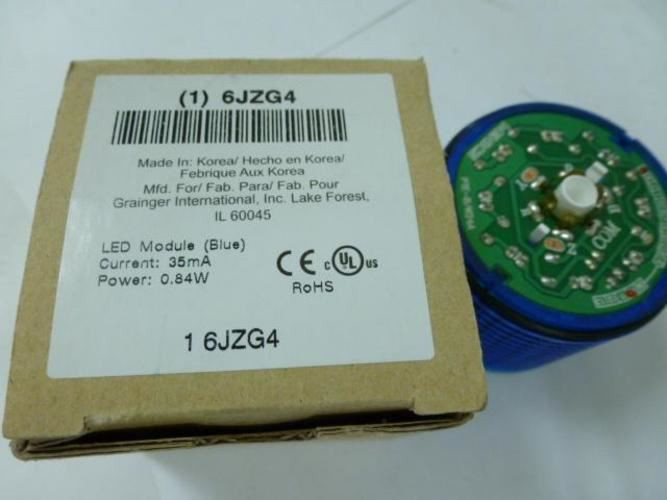 (1) 6JZG4
Made In: Korea/ Hecho en Korea/
Febrique Aux Korea
Mfd. For/ Fab. Para/ Fab. Pour
Grainger International, Inc. Lake Forest,
IL 60045
LED Module (Blue)
Current: 35mA
Power: 0.84W
CE c UL us
RoHS
1 6JZG4
COM